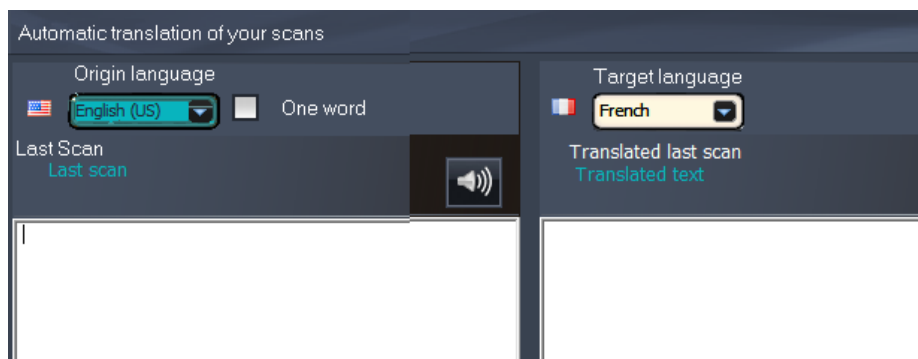 Automatic translation of your scans
Origin language
English (US)
One word
Last Scan
Last scan
Target language
French
Translated last scan
Translated text